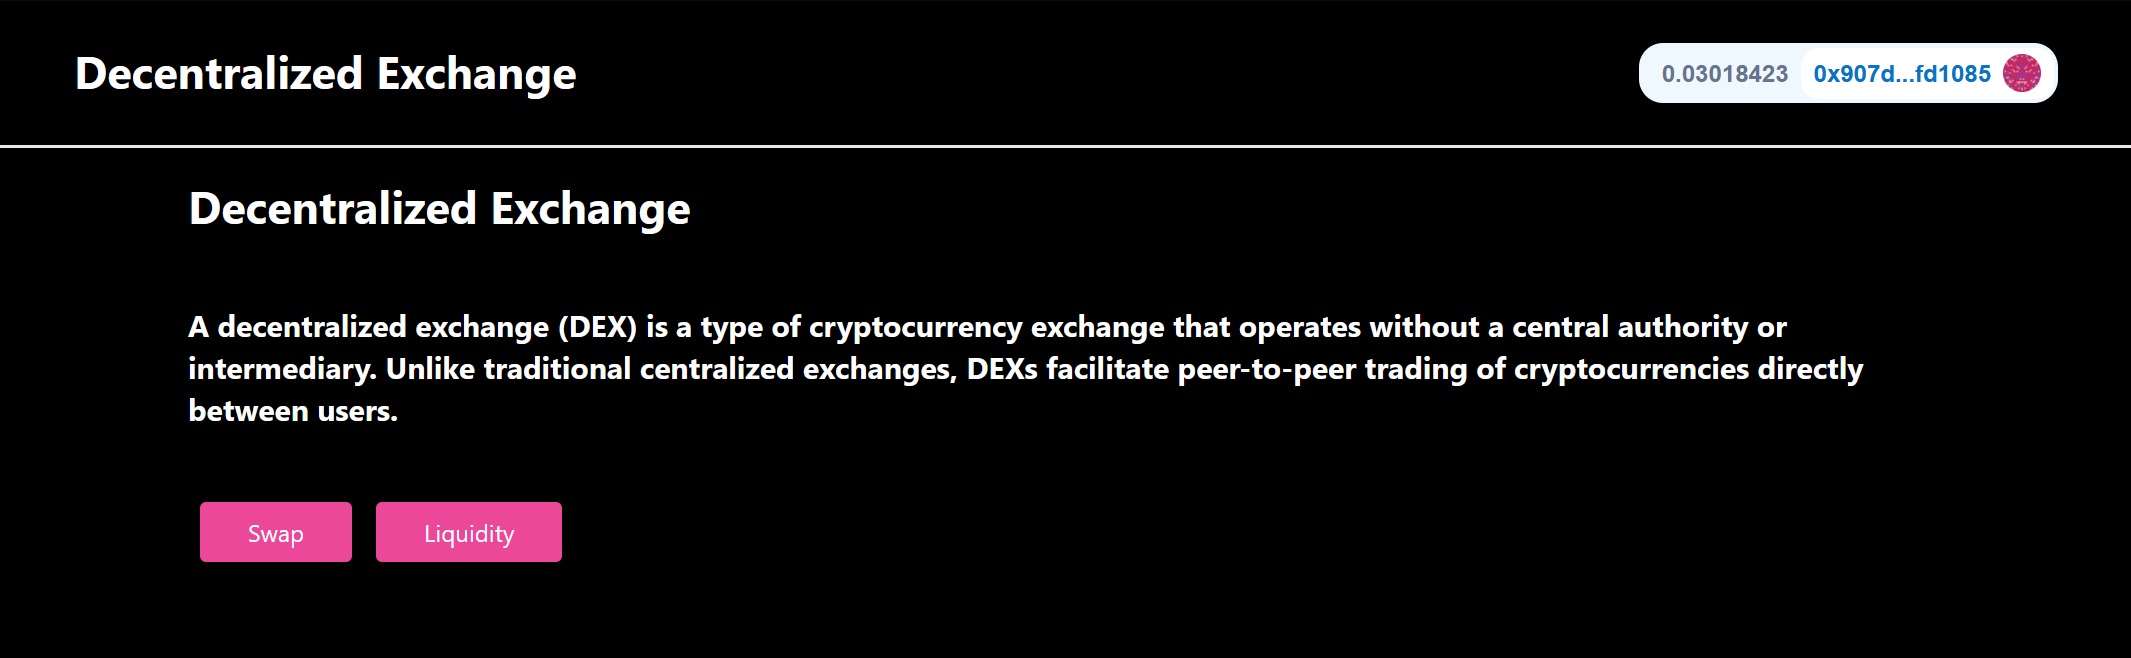 Decentralized Exchange
0.03018423 0x907d...fd1085
Decentralized Exchange
A decentralized exchange (DEX) is a type of cryptocurrency exchange that operates without a central authority or
intermediary. Unlike traditional centralized exchanges, DEXs facilitate peer-to-peer trading of cryptocurrencies directly
between users.
Swap
Liquidity